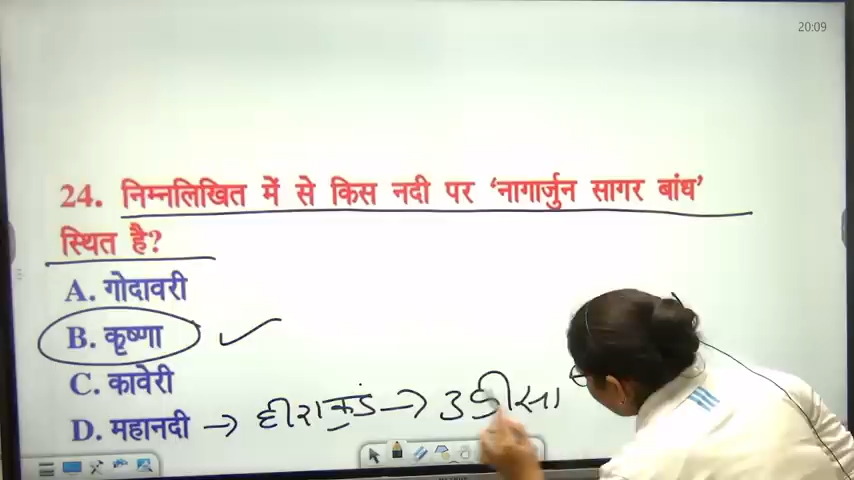 20:09
24. निम्नलिखित में से किस नदी पर ‘नागार्जुन सागर बांध’
स्थित है?
A. गोदावरी
B. कृष्णा
C. कावेरी
D. महानदी → हीराकुंड → उड़ीसा